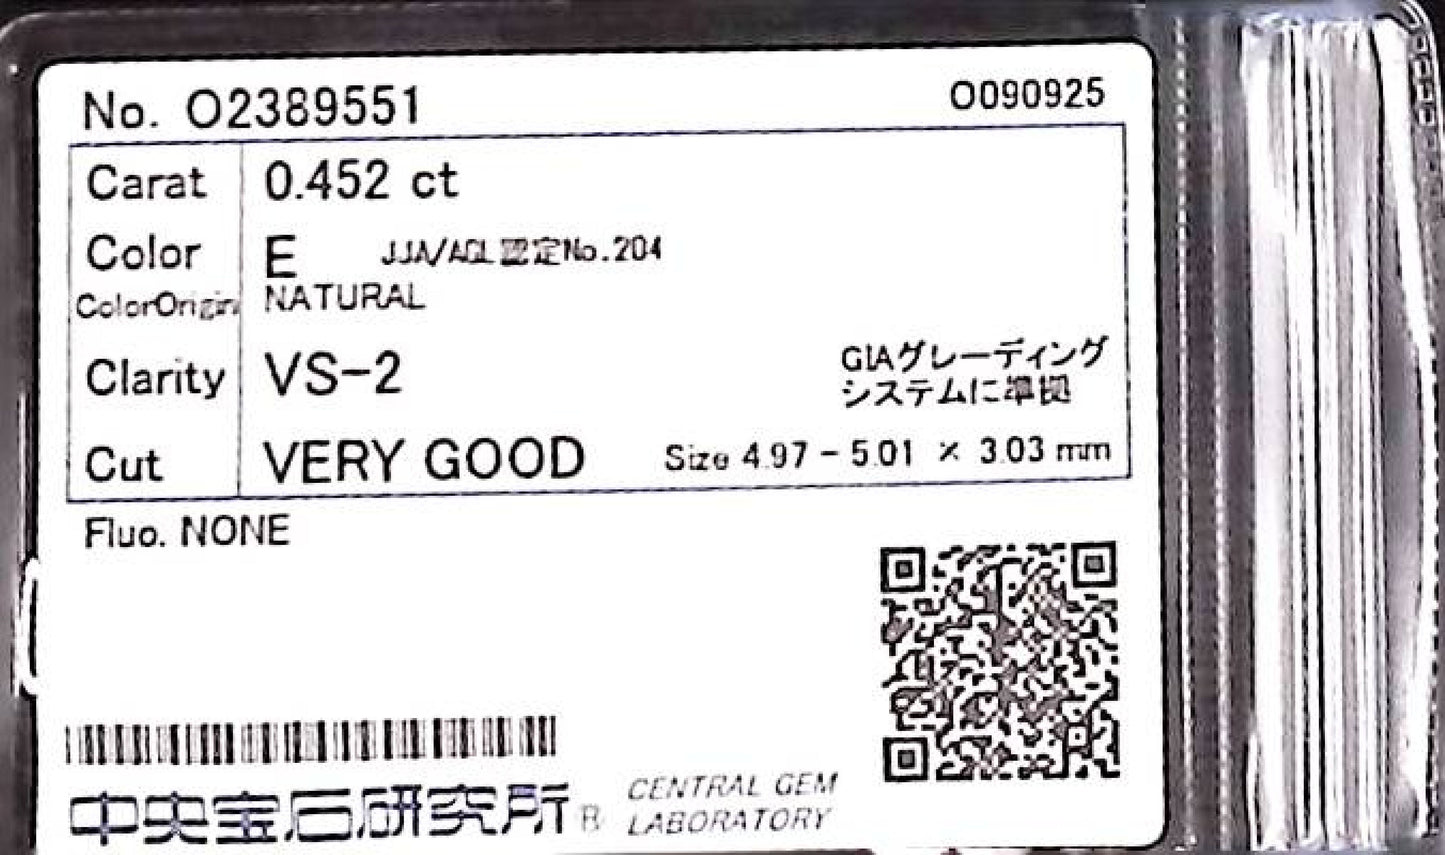 No. O2389551
O090925
Carat 0.452 ct
Color E JJA/AGL認定No.204
ColorOrigin NATURAL
Clarity VS-2
GIAグレーディング
システムに準拠
Cut VERY GOOD Size 4.97 - 5.01 × 3.03 mm
Fluo. NONE
中央宝石研究所 B
CENTRAL GEM
LABORATORY